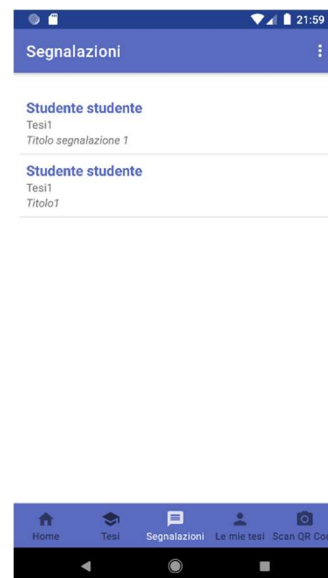 21:59
Segnalazioni
Studente studente
Tesi1
Titolo segnalazione 1
Studente studente
Tesi1
Titolo1
Home Tesi Segnalazioni Le mie tesi Scan QR Co